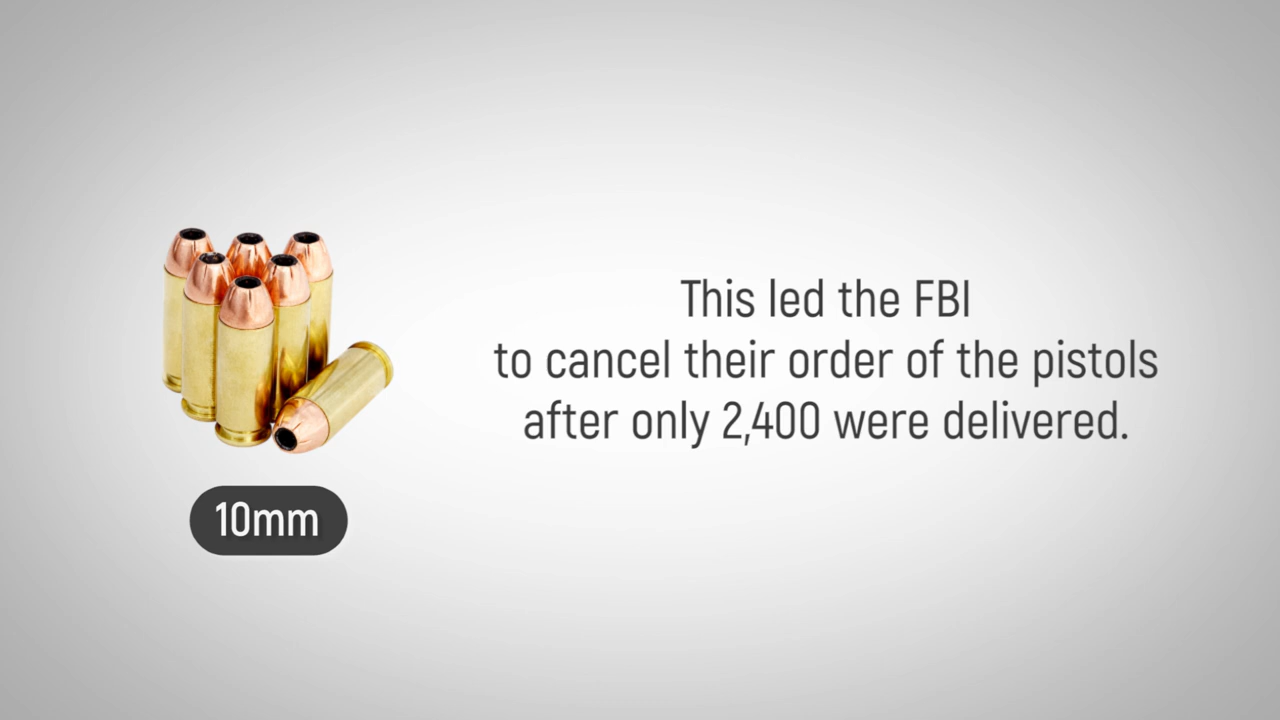 This led the FBI
to cancel their order of the pistols
after only 2,400 were delivered.
10mm